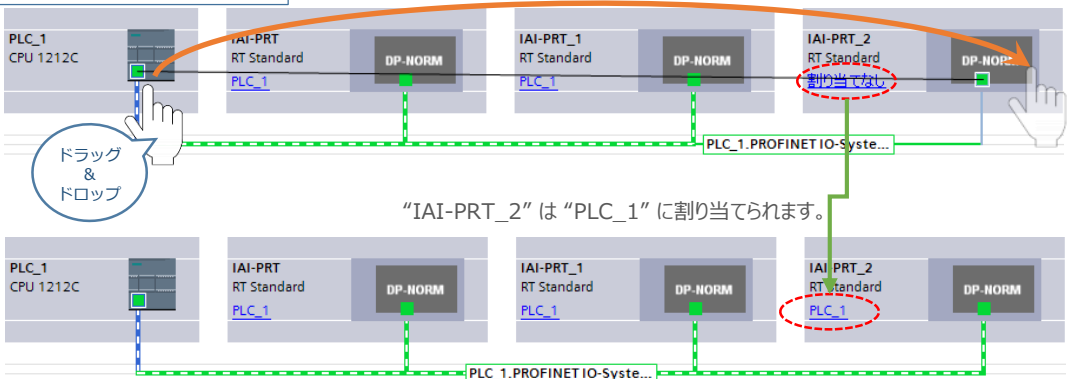 PLC_1
CPU 1212C
IAI-PRT
RT Standard
PLC_1
DP-NORM
IAI-PRT_1
RT Standard
PLC_1
DP-NORM
IAI-PRT_2
RT Standard
割り当てなし
DP-NORM
PLC_1.PROFINET IO-Syste...
ドラッグ
&
ドロップ
“IAI-PRT_2” は “PLC_1” に割り当てられます。
PLC_1
CPU 1212C
IAI-PRT
RT Standard
PLC_1
DP-NORM
IAI-PRT_1
RT Standard
PLC_1
DP-NORM
IAI-PRT_2
RT Standard
PLC_1
DP-NORM
PLC_1.PROFINET IO-Syste...